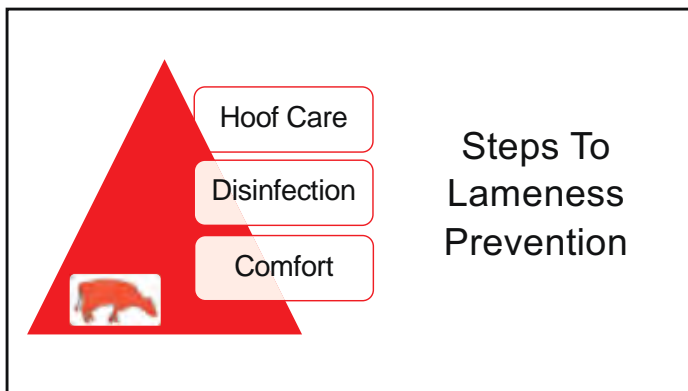 Hoof Care
Disinfection
Comfort
Steps To
Lameness
Prevention